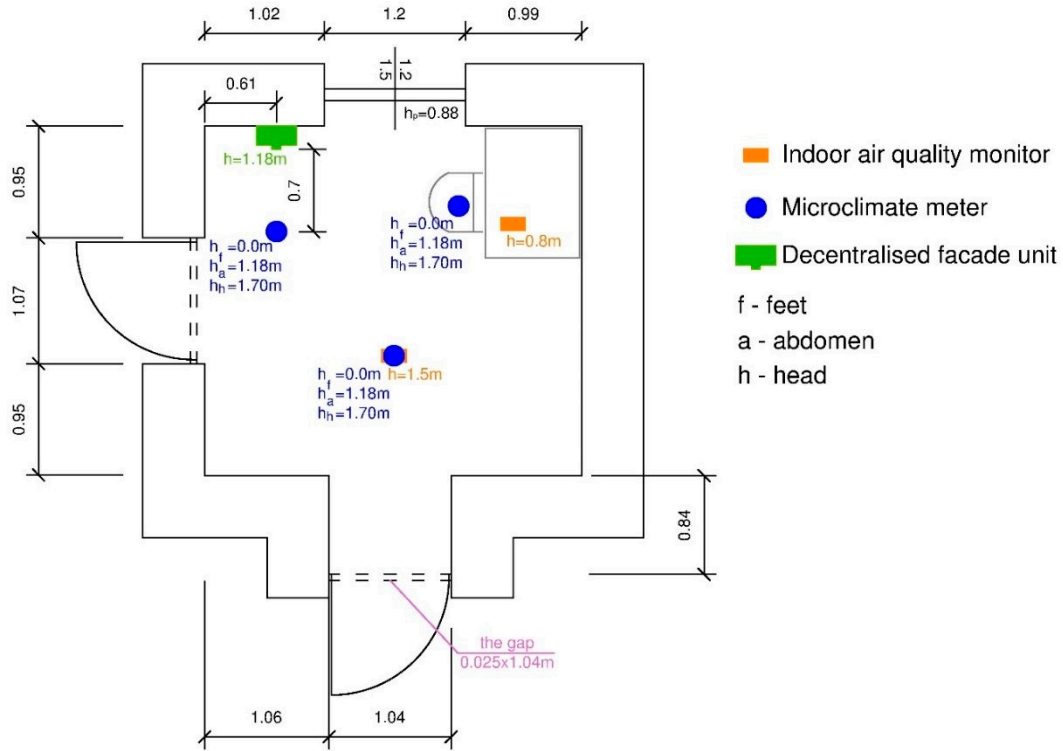 1.02
1.2
0.99
1.2
1.5
0.61
hp=0.88
h=1.18m
0.95
0.7
h=0.8m
hf=0.0m
ha=1.18m
hh=1.70m
hf=0.0m
ha=1.18m
hh=1.70m
1.07
hf=0.0m
ha=1.18m
hh=1.70m
h=1.5m
0.95
0.84
the gap
0.025x1.04m
1.06
1.04
Indoor air quality monitor
Microclimate meter
Decentralised facade unit
f - feet
a - abdomen
h - head